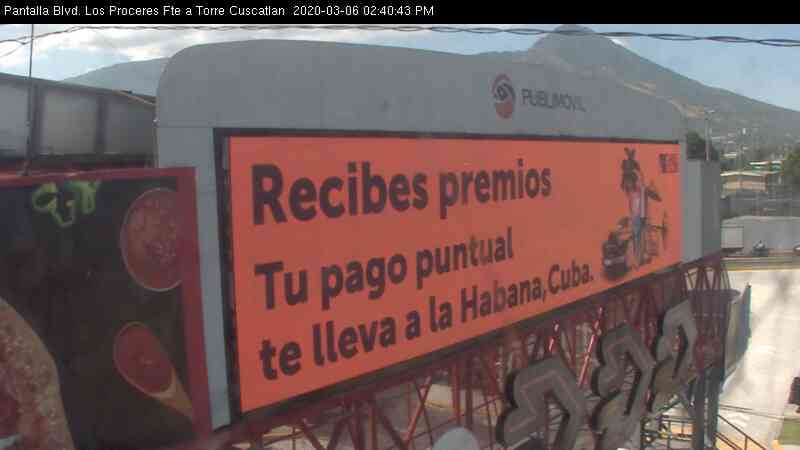 Pantalla Blvd. Los Proceres Fte a Torre Cuscatlan 2020-03-06 02:40:43 PM
PUBLIMOVIL
Recibes premios
Tu pago puntual
te lleva a la Habana, Cuba.